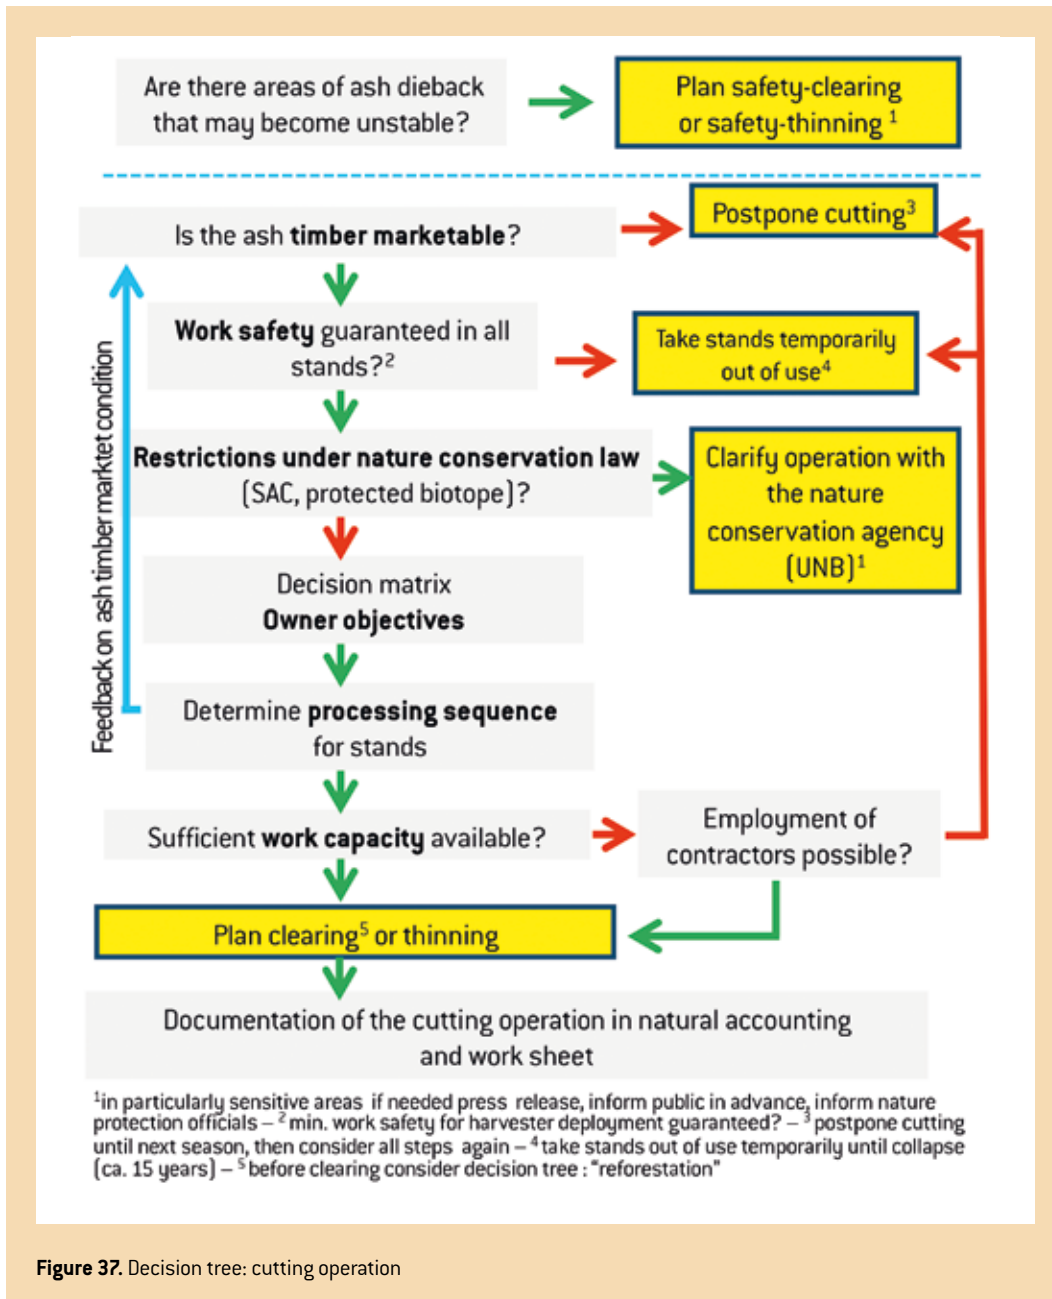 Are there areas of ash dieback
that may become unstable?
Plan safety-clearing
or safety-thinning 1
Is the ash timber marketable?
Postpone cutting3
Work safety guaranteed in all
stands?2
Take stands temporarily
out of use4
Restrictions under nature conservation law
(SAC, protected biotope)?
Clarify operation with
the nature
conservation agency
(UNB)1
Feedback on ash timber marktet condition
Decision matrix
Owner objectives
Determine processing sequence
for stands
Sufficient work capacity available?
Employment of
contractors possible?
Plan clearing5 or thinning
Documentation of the cutting operation in natural accounting
and work sheet
1in particularly sensitive areas if needed press release, inform public in advance, inform nature
protection officials – 2 min. work safety for harvester deployment guaranteed? – 3 postpone cutting
until next season, then consider all steps again – 4 take stands out of use temporarily until collapse
(ca. 15 years) – 5 before clearing consider decision tree : “reforestation”
Figure 37. Decision tree: cutting operation